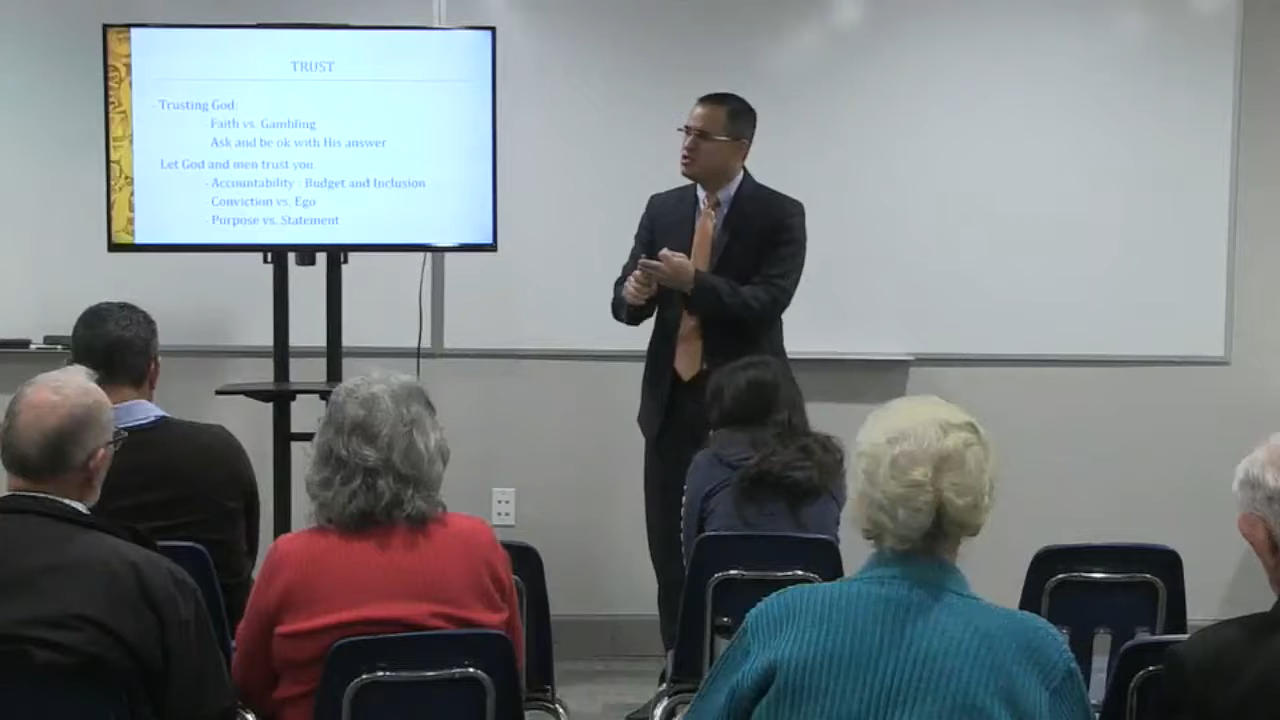 TRUST
- Trusting God:
Faith vs. Gambling
Ask and be ok with His answer
Let God and men trust you.
- Accountability - Budget and Inclusion
Conviction vs. Ego
- Purpose vs. Statement